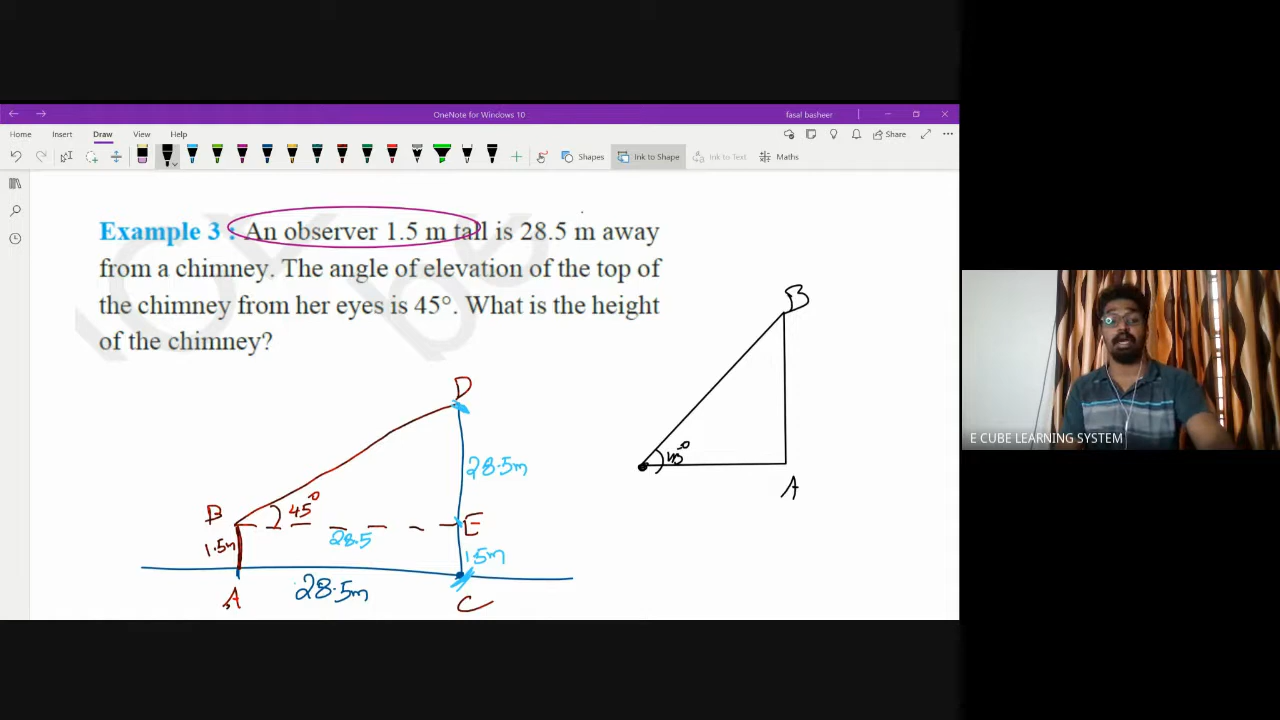 OneNote for Windows 10
fasal basheer
Home Insert Draw View Help
Share
Shapes Ink to Shape Ink to Text Maths
Example 3 : An observer 1.5 m tall is 28.5 m away
from a chimney. The angle of elevation of the top of
the chimney from her eyes is 45°. What is the height
of the chimney?
B
D
28.5m
45°
B
45°
E
1.5m
28.5
1.5m
A
28.5m
A
C
E CUBE LEARNING SYSTEM